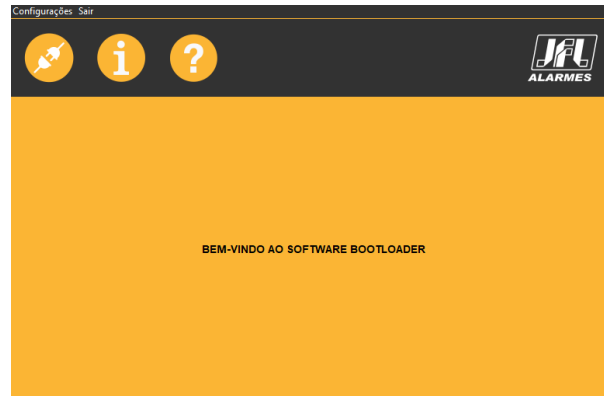 Configurações Sair
JFL
ALARMES
BEM-VINDO AO SOFTWARE BOOTLOADER